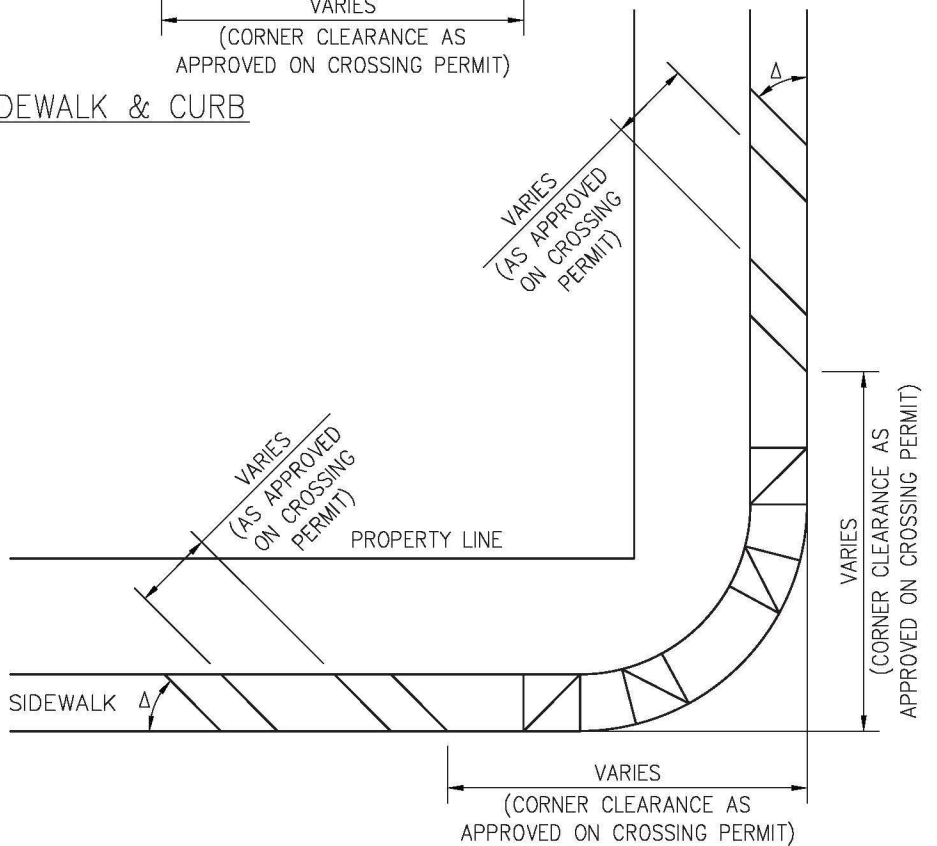 VARIES
(CORNER CLEARANCE AS
APPROVED ON CROSSING PERMIT)
DEWALK & CURB
Δ
VARIES
(AS APPROVED
ON CROSSING
PERMIT)
VARIES
(AS APPROVED
ON CROSSING
PERMIT)
PROPERTY LINE
VARIES
(CORNER CLEARANCE AS
APPROVED ON CROSSING PERMIT)
SIDEWALK
Δ
VARIES
(CORNER CLEARANCE AS
APPROVED ON CROSSING PERMIT)